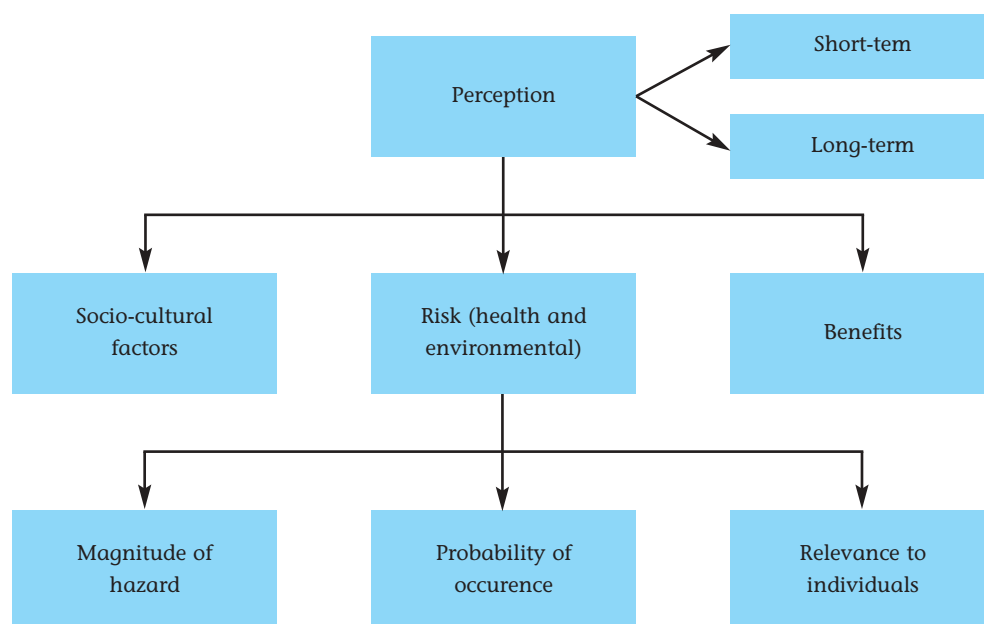 Short-tem
Perception
Long-term
Socio-cultural
factors
Risk (health and
environmental)
Benefits
Magnitude of
hazard
Probability of
occurence
Relevance to
individuals